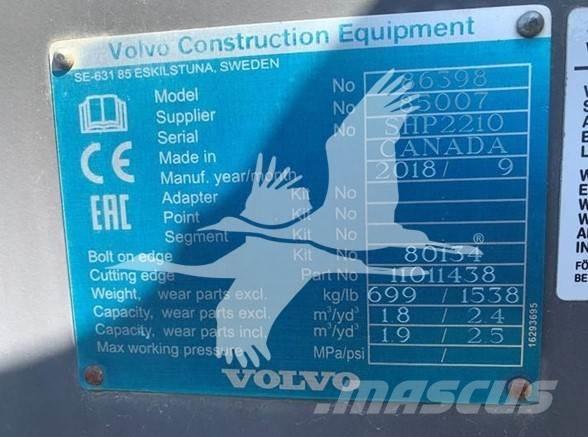 Volvo Construction Equipment
SE-631 85 ESKILSTUNA, SWEDEN
Model No 86398
Supplier No 85007
Serial No SHP2210
Made in CANADA
Manuf. year/month 2018/ 9
Adapter Kit No
Point Kit No
Segment Kit No
®
Bolt on edge No 80134
Cutting edge Part No 11011438
Weight, wear parts excl. kg/lb 699 / 1538
Capacity, wear parts excl. m³/yd³ 1.8 / 2.4
Capacity, wear parts incl. m³/yd³ 1.9 / 2.5
Max working pressure MPa/psi /
CE
EAC
VOLVO
16293695
MASCUS